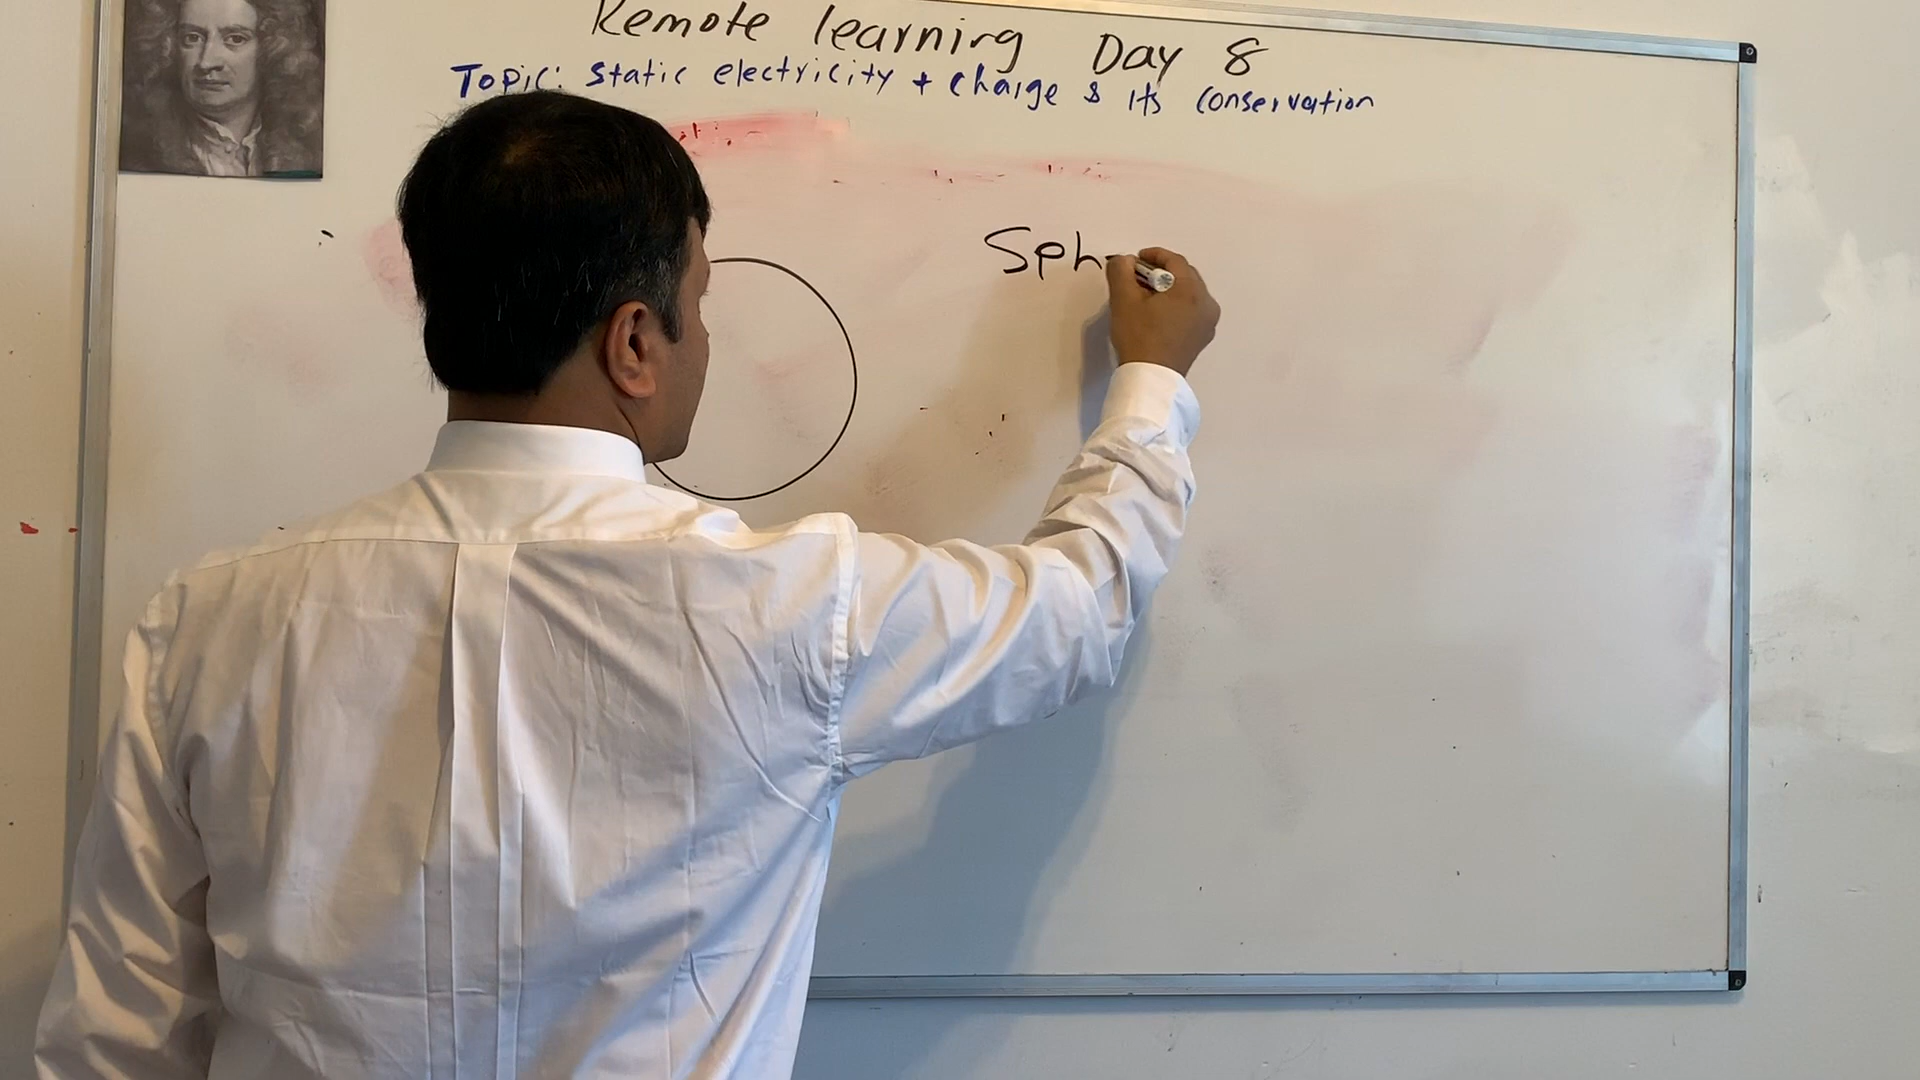 Remote learning Day 8
Topic: static electricity + charge & its conservation
Sph